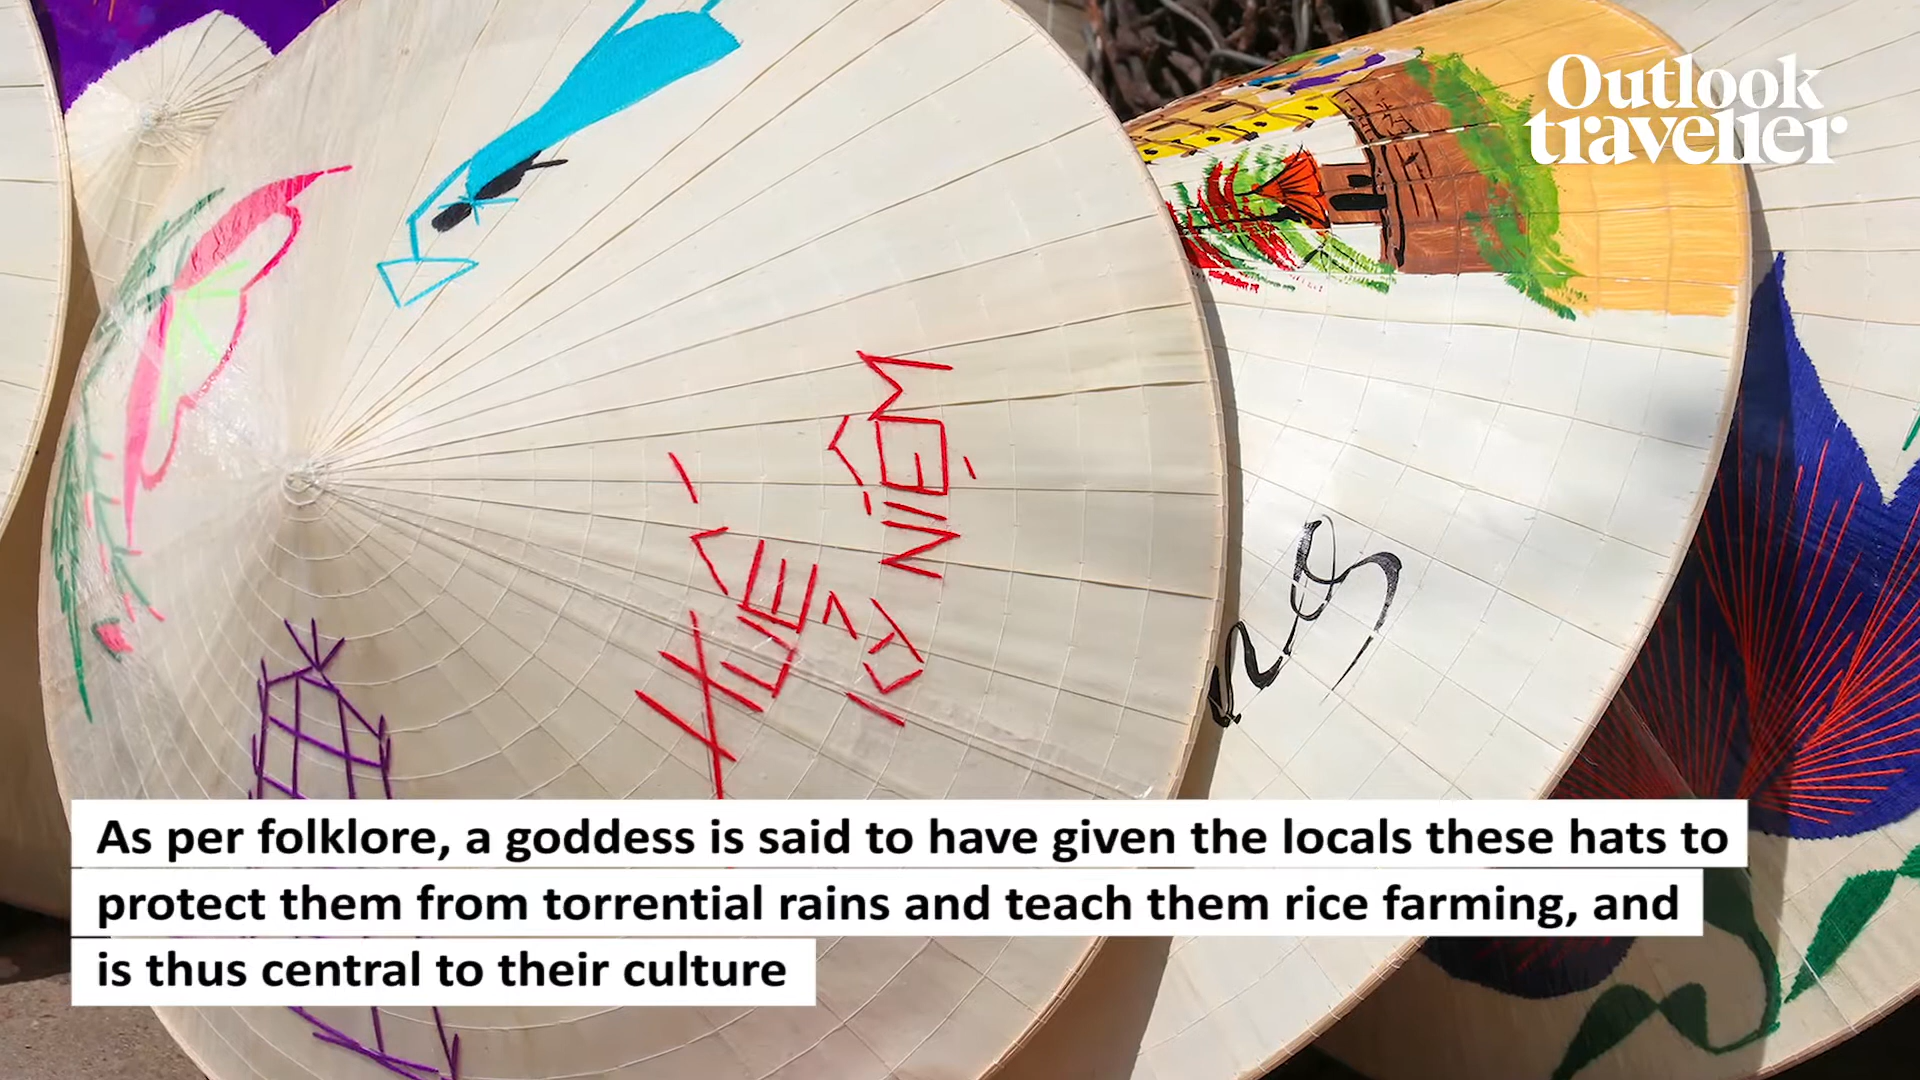 Outlook
traveller
HUẾ
NIỆM
As per folklore, a goddess is said to have given the locals these hats to
protect them from torrential rains and teach them rice farming, and
is thus central to their culture